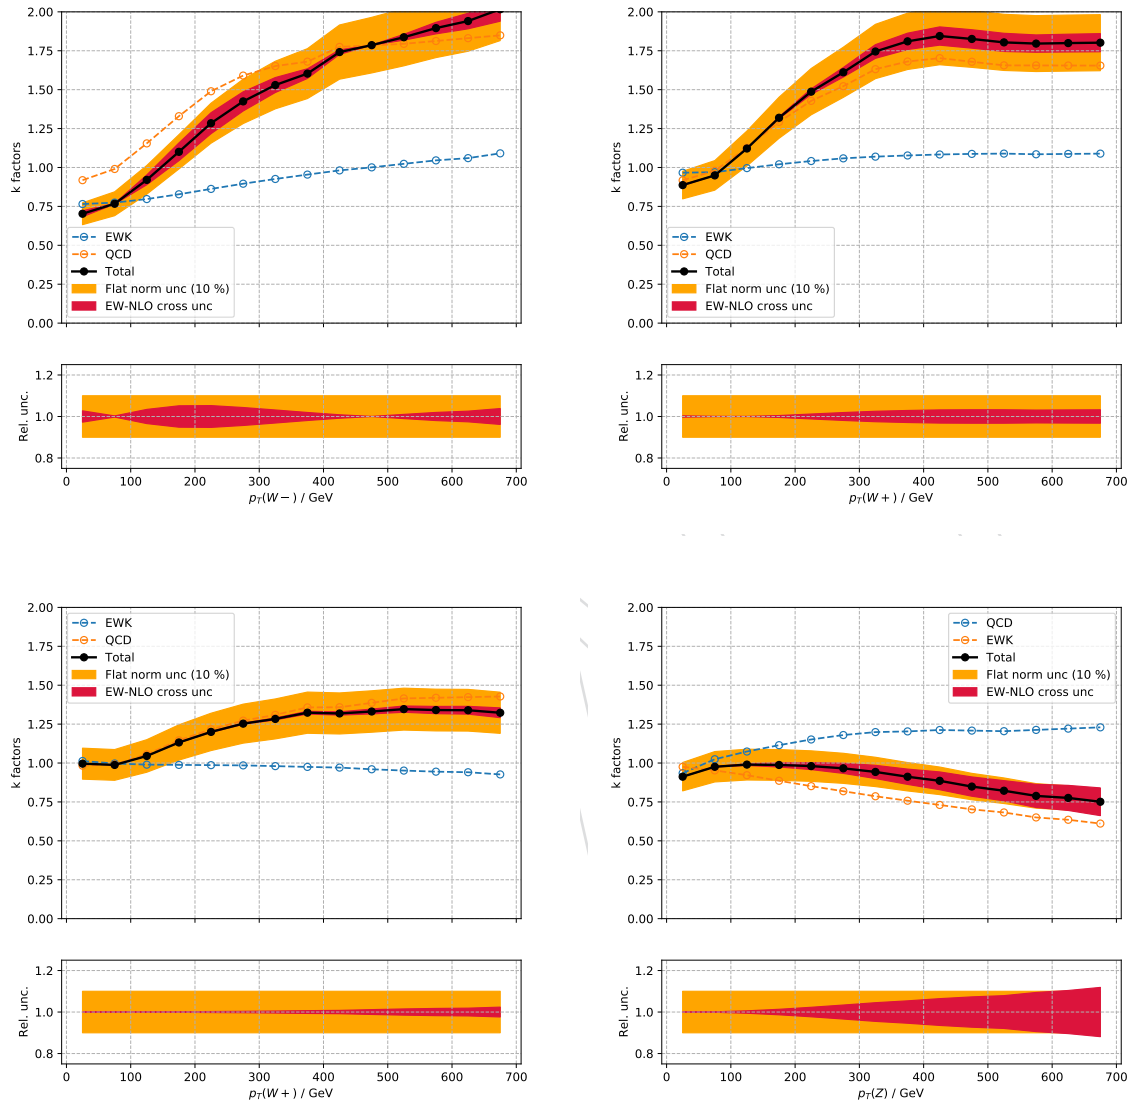 2.00
1.75
1.50
1.25
1.00
0.75
0.50
0.25
0.00
k factors
EWK
QCD
Total
Flat norm unc (10 %)
EW-NLO cross unc
1.2
1.0
0.8
Rel. unc.
0 100 200 300 400 500 600 700
p_T(W−) / GeV
2.00
1.75
1.50
1.25
1.00
0.75
0.50
0.25
0.00
k factors
EWK
QCD
Total
Flat norm unc (10 %)
EW-NLO cross unc
1.2
1.0
0.8
Rel. unc.
0 100 200 300 400 500 600 700
p_T(W+) / GeV
2.00
1.75
1.50
1.25
1.00
0.75
0.50
0.25
0.00
k factors
EWK
QCD
Total
Flat norm unc (10 %)
EW-NLO cross unc
1.2
1.0
0.8
Rel. unc.
0 100 200 300 400 500 600 700
p_T(W+) / GeV
2.00
1.75
1.50
1.25
1.00
0.75
0.50
0.25
0.00
k factors
QCD
EWK
Total
Flat norm unc (10 %)
EW-NLO cross unc
1.2
1.0
0.8
Rel. unc.
0 100 200 300 400 500 600 700
p_T(Z) / GeV